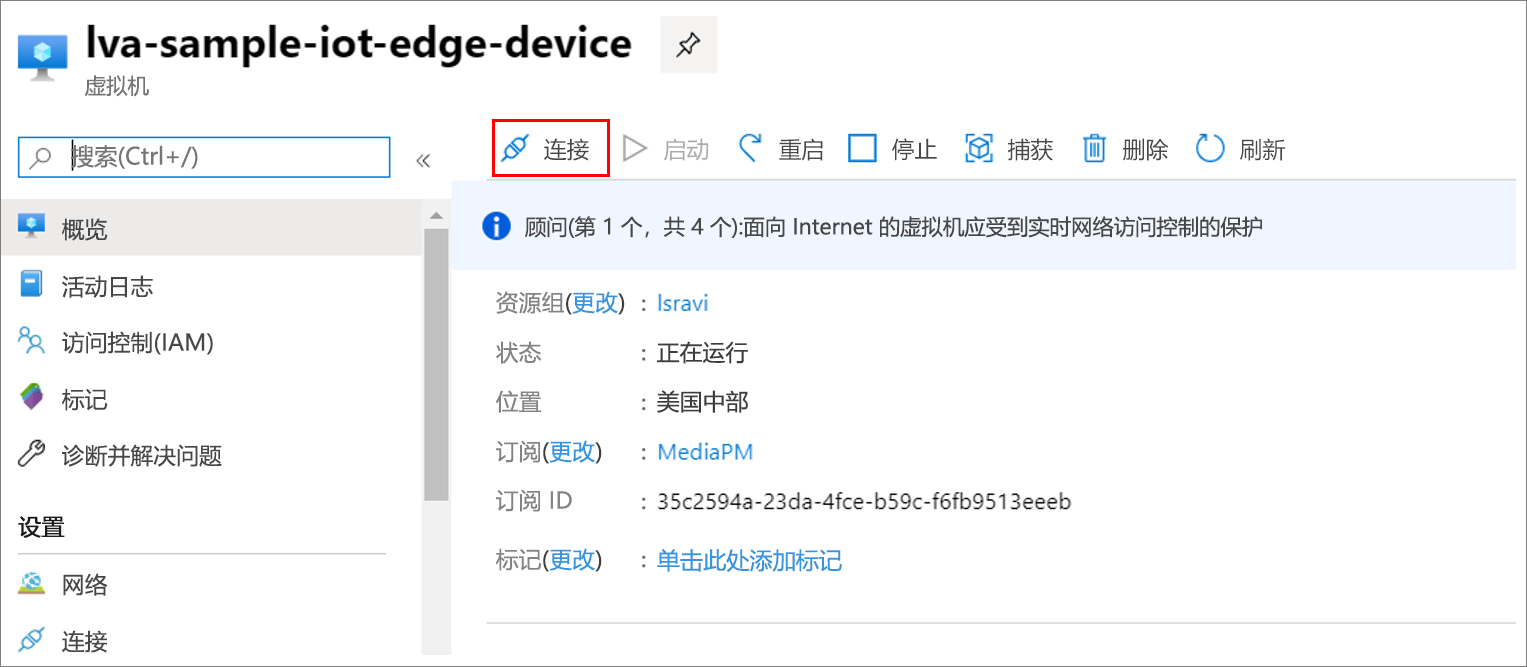 lva-sample-iot-edge-device
虚拟机
搜索(Ctrl+/)
«
连接 启动 重启 停止 捕获 删除 刷新
概览
活动日志
访问控制(IAM)
标记
诊断并解决问题
设置
网络
连接
顾问(第 1 个，共 4 个):面向 Internet 的虚拟机应受到实时网络访问控制的保护
资源组(更改) : lsravi
状态 : 正在运行
位置 : 美国中部
订阅(更改) : MediaPM
订阅 ID : 35c2594a-23da-4fce-b59c-f6fb9513eeeb
标记(更改) : 单击此处添加标记